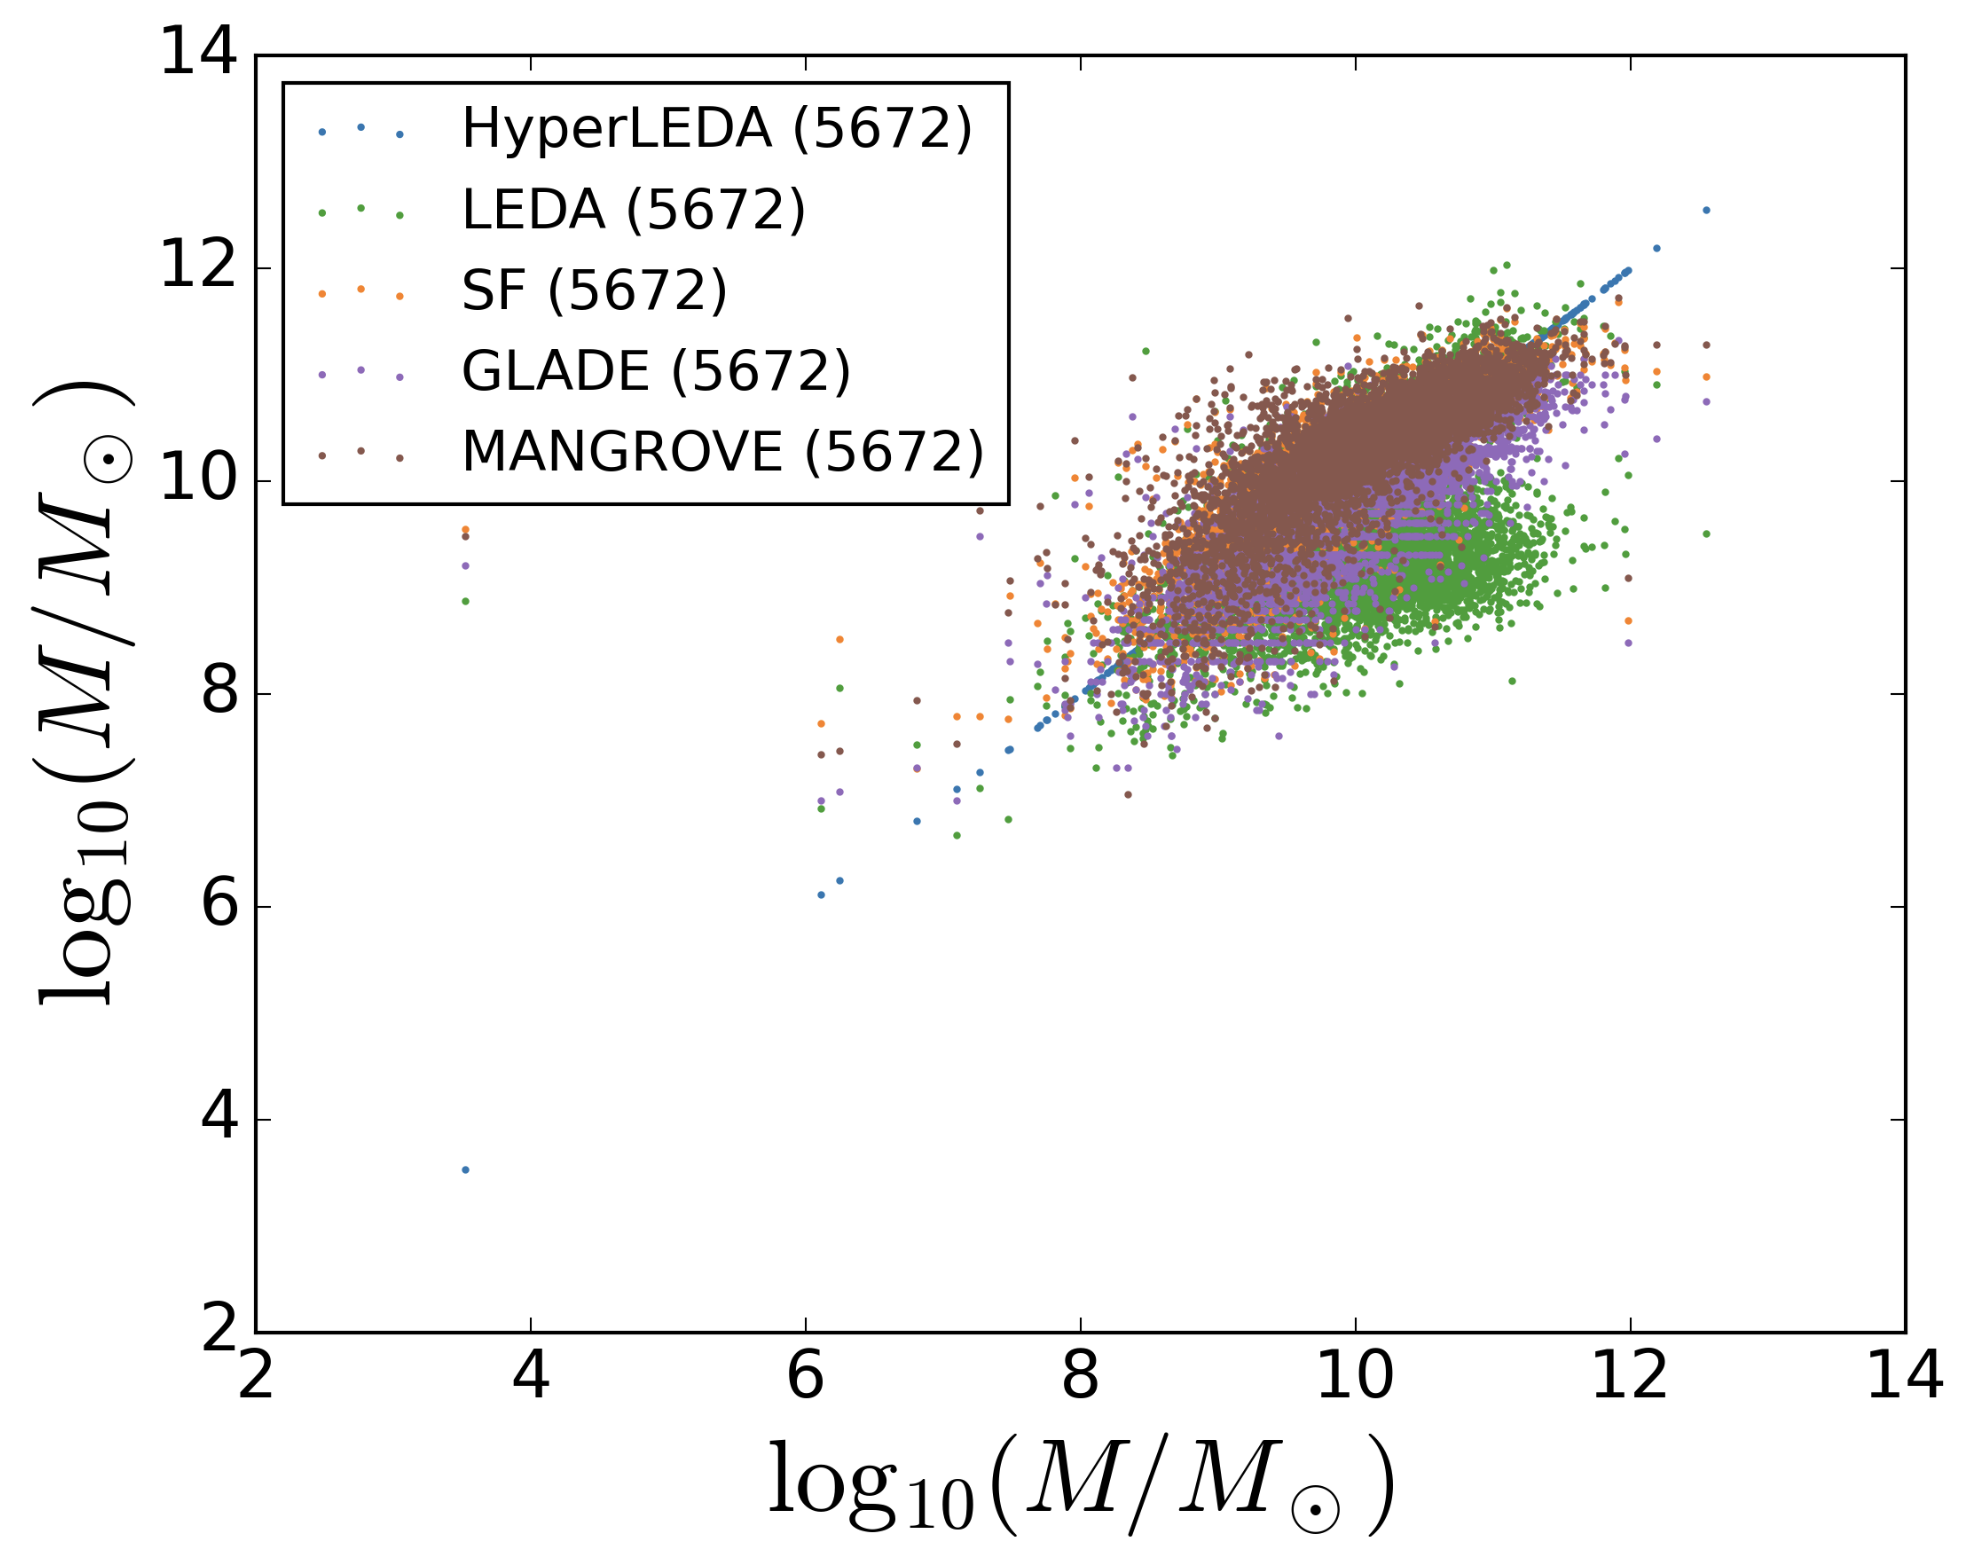 14
12
10
8
6
4
2
log₁₀(M/M⊙)
HyperLEDA (5672)
LEDA (5672)
SF (5672)
GLADE (5672)
MANGROVE (5672)
2 4 6 8 10 12 14
log₁₀(M/M⊙)